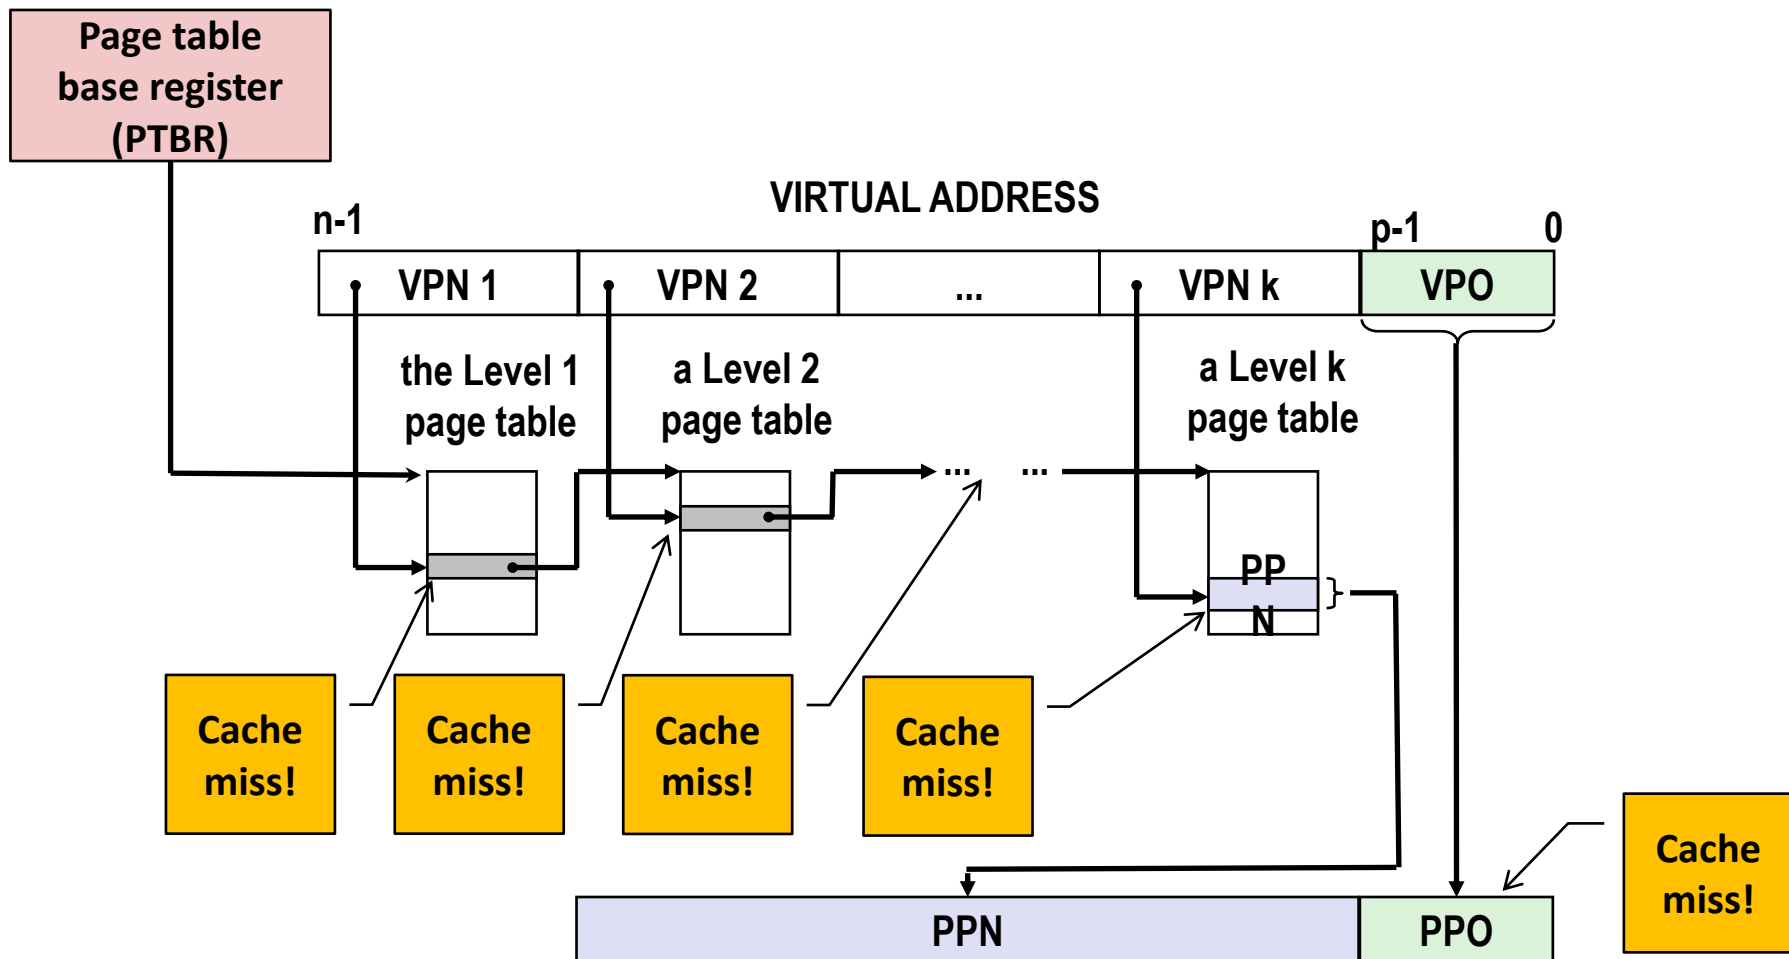 Page table
base register
(PTBR)
VIRTUAL ADDRESS
n-1
p-1
0
VPN 1
VPN 2
...
VPN k
VPO
the Level 1
page table
a Level 2
page table
a Level k
page table
...
...
PP
N
Cache
miss!
Cache
miss!
Cache
miss!
Cache
miss!
Cache
miss!
PPN
PPO